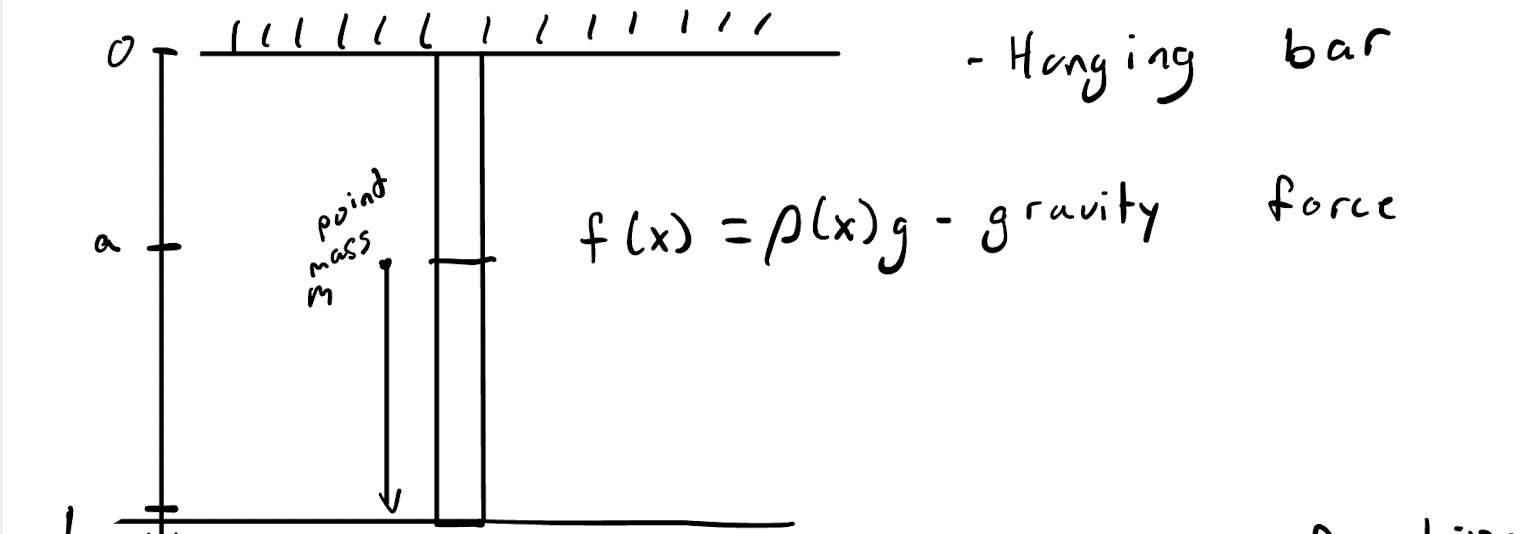 0
- Hanging bar
point
mass
m
a
f(x) = ρ(x)g - gravity force